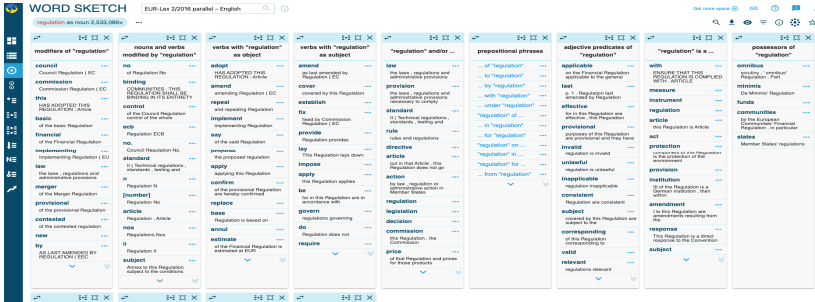 WORD SKETCH
EUR-Lex 2/2016 parallel – English
Get more space
regulation as noun 2,533,089×
modifiers of "regulation"
council
Council Regulation ( EC
commission
Commission Regulation ( EC
this
HAS ADOPTED THIS
REGULATION : Article
basic
of the basic Regulation
financial
of the Financial Regulation
implementing
Implementing Regulation ( EU
law
the laws , regulations and
administrative provisions
merger
of the Merger Regulation
provisional
of the provisional Regulation
contested
of the contested regulation
new
by
AS LAST AMENDED BY
REGULATION ( EEC
nouns and verbs
modified by "regulation"
no
of Regulation No
binding
COMMUNITIES . THIS
REGULATION SHALL BE
BINDING IN ITS ENTIRETY
control
of the Council Regulation
control of the whole
ecb
Regulation ECB
no.
Council Regulation No.
standard
II ( Technical regulations ,
standards , testing and
n
Regulation N
[number]
Regulation No
article
Regulation , Article
nos
Regulations Nos
ii
Regulation II
subject
Annex to this Regulation
subject to the conditions
verbs with "regulation"
as object
adopt
HAS ADOPTED THIS
REGULATION : Article
amend
amending Regulation ( EC
repeal
and repealing Regulation
implement
implementing Regulation
say
of the said Regulation
propose
the proposed regulation
apply
applying this Regulation
confirm
of the provisional Regulation
are hereby confirmed
replace
base
Regulation is based on
annul
estimate
of the Financial Regulation is
estimated at EUR
verbs with "regulation"
as subject
amend
as last amended by
Regulation ( EC
cover
covered by this Regulation
establish
fix
fixed by Commission
Regulation ( EC
provide
Regulation provides
lay
This Regulation lays down
impose
apply
this Regulation applies
be
for in this Regulation are in
accordance with
govern
regulations governing
do
Regulation does not
require
"regulation" and/or ...
law
the laws , regulations and
administrative provisions
provision
the laws , regulations and
administrative provisions
necessary to comply
standard
II ( Technical regulations ,
standards , testing and
rule
rules and regulations
directive
article
out in that Article , this
Regulation does not go
action
by law , regulation or
administrative action in
Member States
regulation
legislation
decision
commission
this Regulation , the
Commission
price
of that Regulation and prices
for those products
prepositional phrases
... of "regulation"
... to "regulation"
... by "regulation"
... with "regulation"
... under "regulation"
"regulation" of ...
... in "regulation"
... for "regulation"
"regulation" on ...
"regulation" in ...
"regulation" for ...
... from "regulation"
adjective predicates of
"regulation"
applicable
on the Financial Regulation
applicable to the general
last
p. 1 . Regulation last
amended by Regulation
effective
for in this Regulation are
effective , this Regulation
provisional
purposes of this Regulation
are provisional and may have
invalid
regulation is invalid
unlawful
regulation is unlawful
inapplicable
regulation inapplicable
consistent
Regulation are consistent
subject
covered by this Regulation are
subject to the
corresponding
of this Regulation
corresponding to
valid
relevant
regulations relevant
"regulation" is a ...
with
ENSURE THAT THIS
REGULATION IS COMPLIED
WITH . ARTICLE
measure
instrument
regulation
article
this Regulation is Article
act
protection
is the protection of the
environment
provision
institution
III of the Regulation is a
German institution , then
within
amendment
I to this Regulation are
amendments resulting from
the
response
This Regulation is a direct
response to the Convention
subject
possessors of
"regulation"
omnibus
scrutiny , ' omnibus'
Regulation , Part
minimis
De Minimis' Regulation
funds
communities
by the European
Communities' Financial
Regulation , in particular
states
Member States' regulations